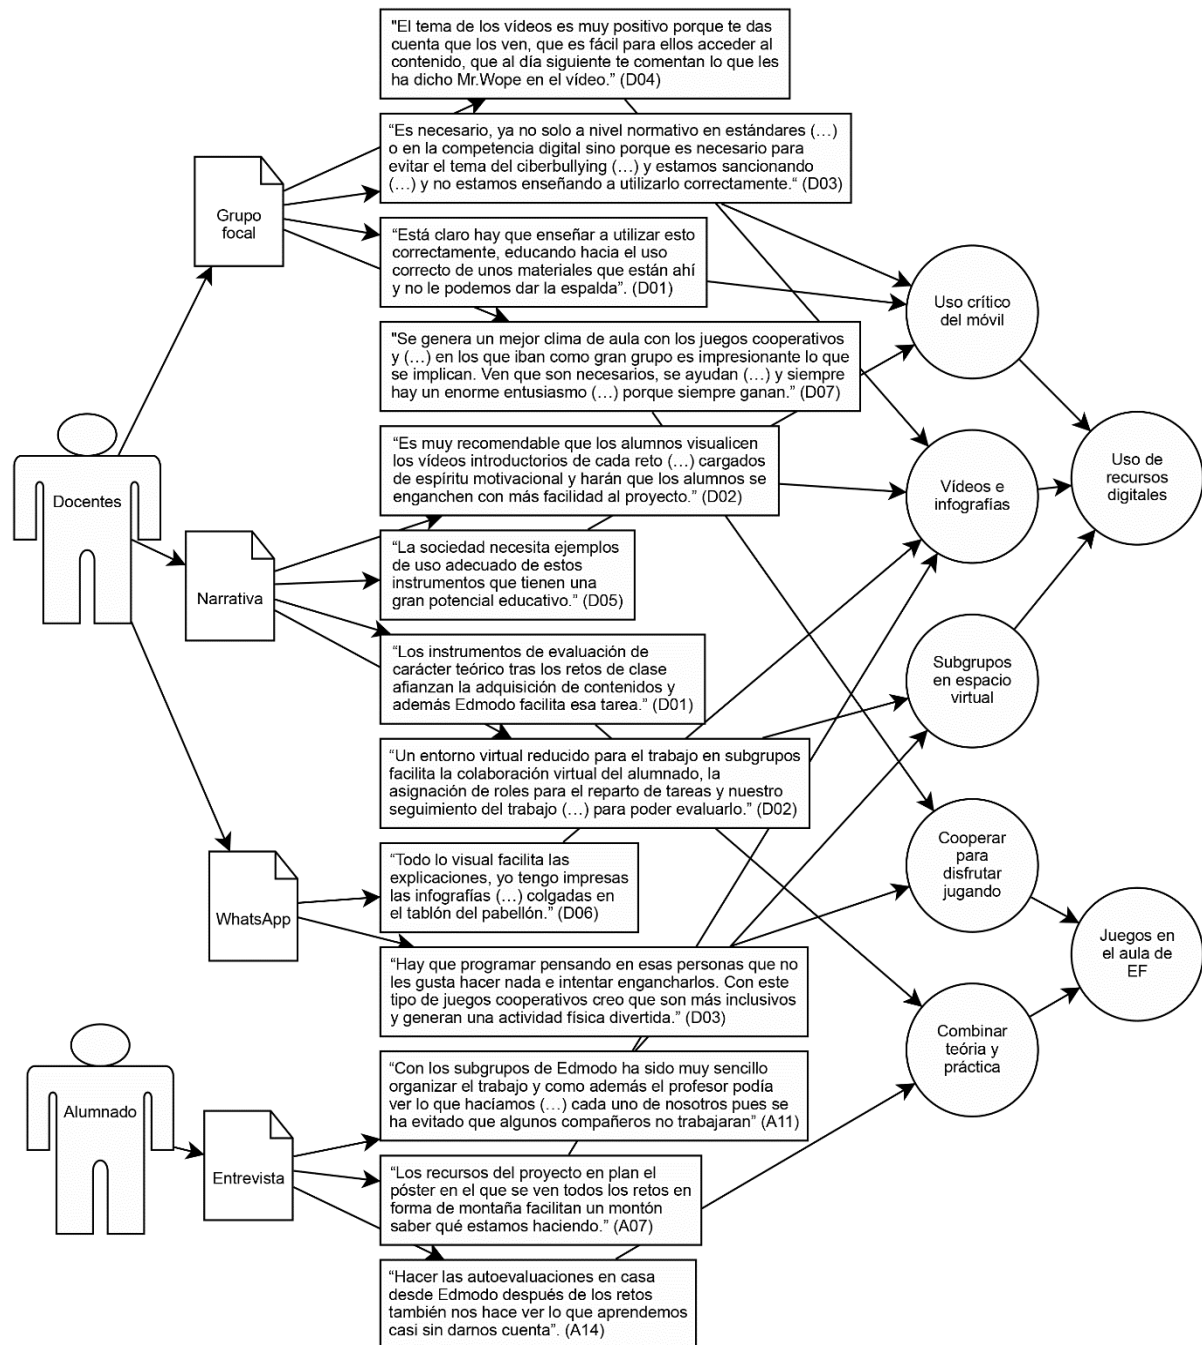 "El tema de los vídeos es muy positivo porque te das
cuenta que los ven, que es fácil para ellos acceder al
contenido, que al día siguiente te comentan lo que les
ha dicho Mr.Wope en el vídeo.” (D04)
“Es necesario, ya no solo a nivel normativo en estándares (…)
o en la competencia digital sino porque es necesario para
evitar el tema del ciberbullying (…) y estamos sancionando
(…) y no estamos enseñando a utilizarlo correctamente.“ (D03)
Grupo
focal
“Está claro hay que enseñar a utilizar esto
correctamente, educando hacia el uso
correcto de unos materiales que están ahí
y no le podemos dar la espalda”. (D01)
Uso crítico
del móvil
"Se genera un mejor clima de aula con los juegos cooperativos
y (…) en los que iban como gran grupo es impresionante lo que
se implican. Ven que son necesarios, se ayudan (…) y siempre
hay un enorme entusiasmo (…) porque siempre ganan.” (D07)
Docentes
“Es muy recomendable que los alumnos visualicen
los vídeos introductorios de cada reto (…) cargados
de espíritu motivacional y harán que los alumnos se
enganchen con más facilidad al proyecto.” (D02)
Vídeos e
infografías
Uso de
recursos
digitales
Narrativa
“La sociedad necesita ejemplos
de uso adecuado de estos
instrumentos que tienen una
gran potencial educativo.” (D05)
“Los instrumentos de evaluación de
carácter teórico tras los retos de clase
afianzan la adquisición de contenidos y
además Edmodo facilita esa tarea.” (D01)
Subgrupos
en espacio
virtual
“Un entorno virtual reducido para el trabajo en subgrupos
facilita la colaboración virtual del alumnado, la
asignación de roles para el reparto de tareas y nuestro
seguimiento del trabajo (…) para poder evaluarlo.” (D02)
WhatsApp
“Todo lo visual facilita las
explicaciones, yo tengo impresas
las infografías (…) colgadas en
el tablón del pabellón.” (D06)
Cooperar
para
disfrutar
jugando
“Hay que programar pensando en esas personas que no
les gusta hacer nada e intentar engancharlos. Con este
tipo de juegos cooperativos creo que son más inclusivos
y generan una actividad física divertida.” (D03)
Juegos en
el aula de
EF
Combinar
teória y
práctica
Alumnado
“Con los subgrupos de Edmodo ha sido muy sencillo
organizar el trabajo y como además el profesor podía
ver lo que hacíamos (…) cada uno de nosotros pues se
ha evitado que algunos compañeros no trabajaran” (A11)
Entrevista
“Los recursos del proyecto en plan el
póster en el que se ven todos los retos en
forma de montaña facilitan un montón
saber qué estamos haciendo.” (A07)
“Hacer las autoevaluaciones en casa
desde Edmodo después de los retos
también nos hace ver lo que aprendemos
casi sin darnos cuenta”. (A14)